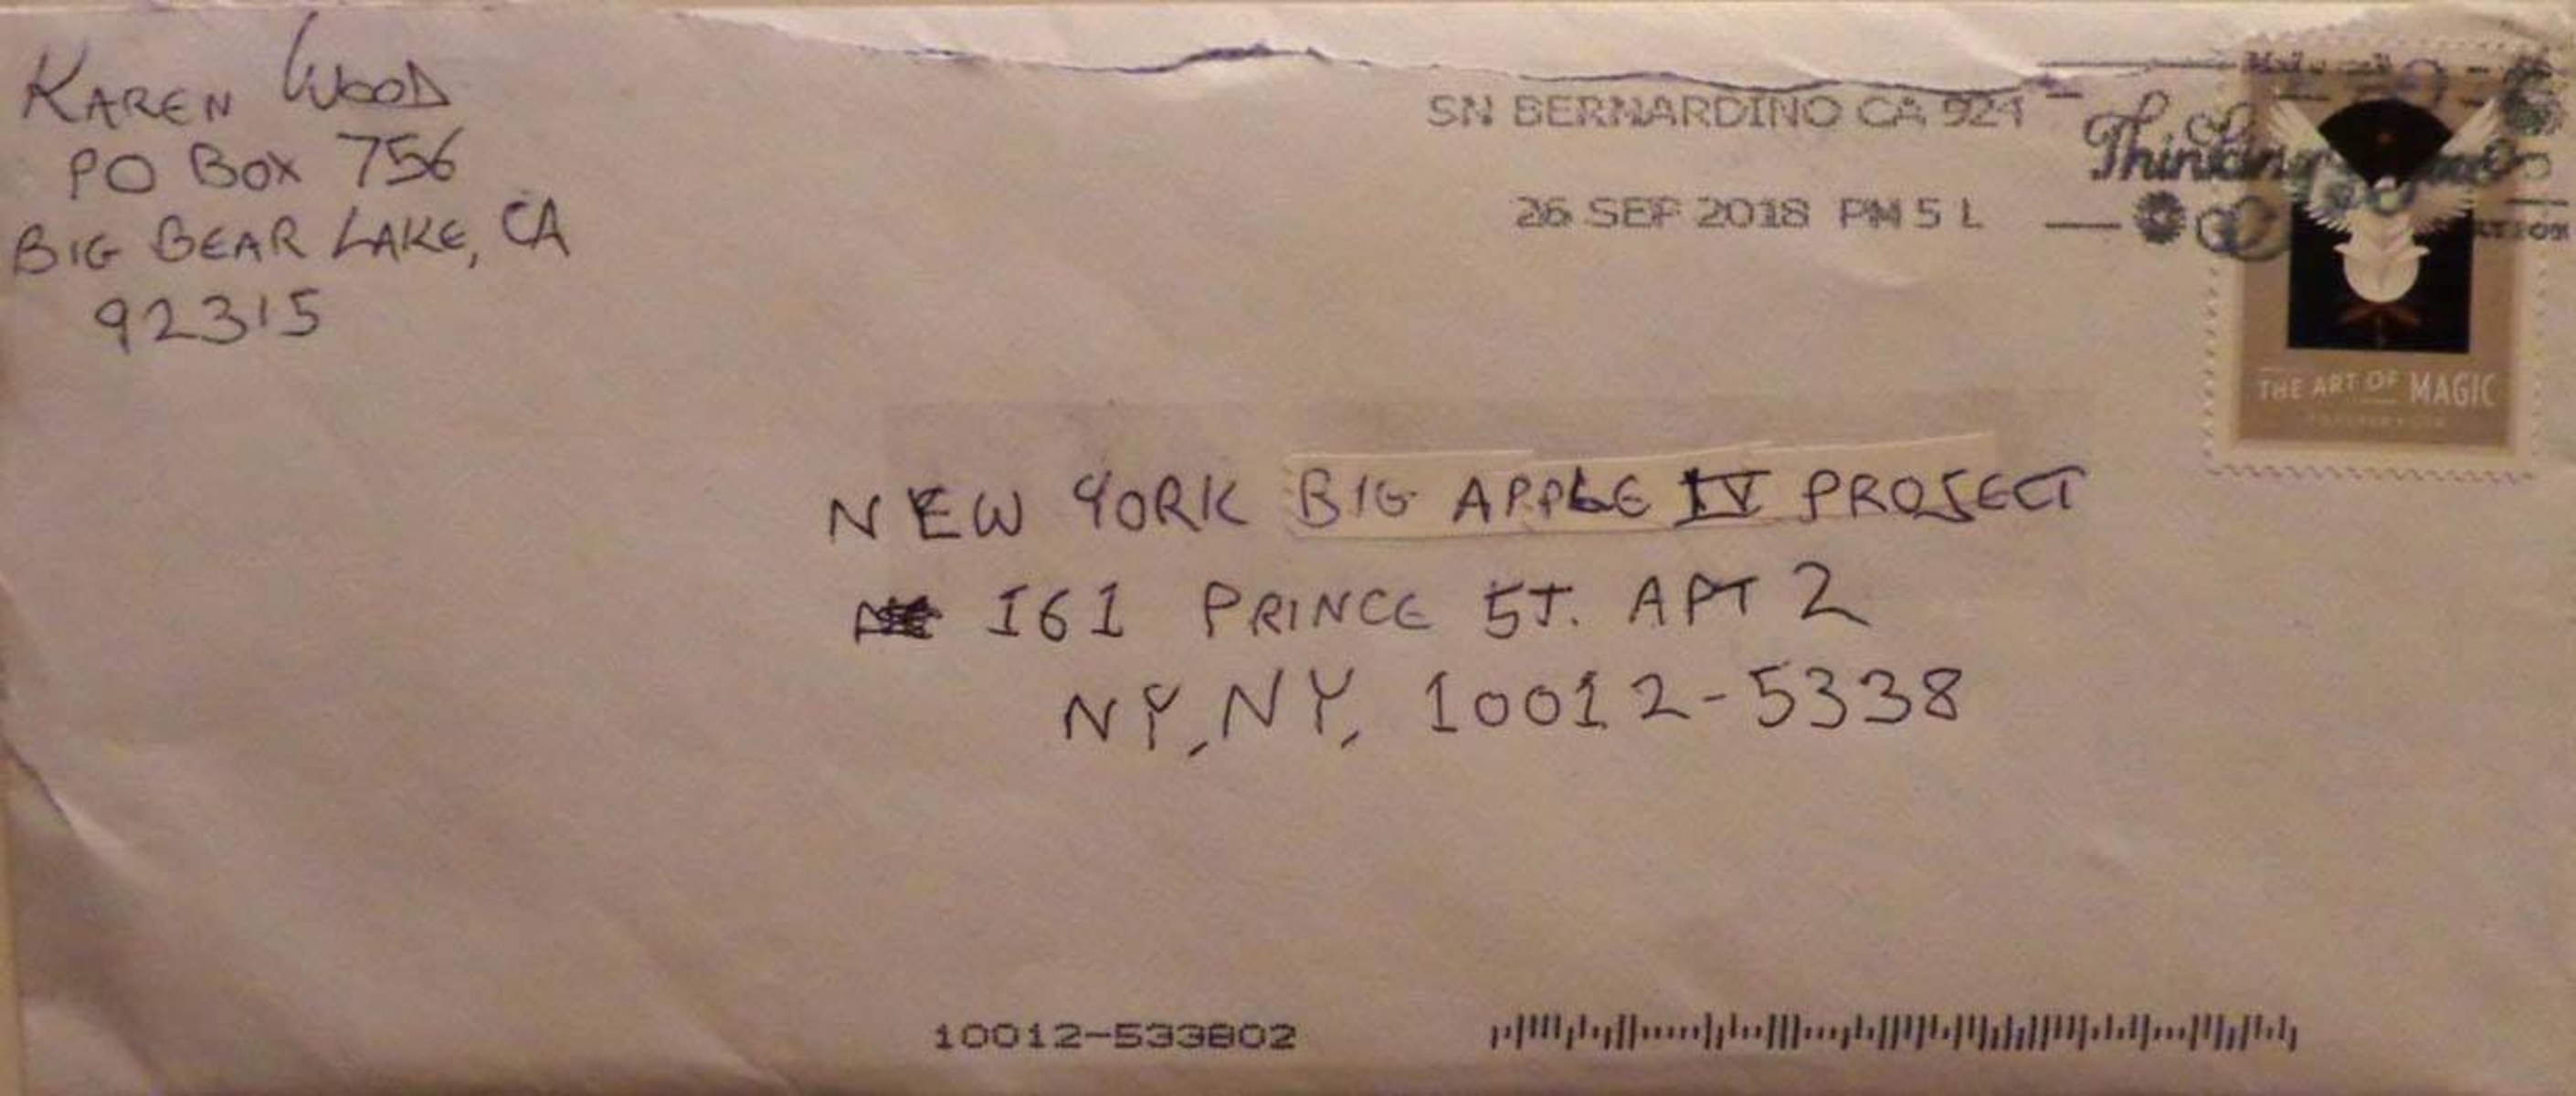 KAREN WOOD
PO BOX 756
BIG BEAR LAKE, CA
92315
SN BERNARDINO CA 924
26 SEP 2018 PM 5 L
Thinking
THE ART OF MAGIC
NEW YORK BIG APPLE IV PROJECT
161 PRINCE ST. APT 2
NY, NY, 10012-5338
10012-533802